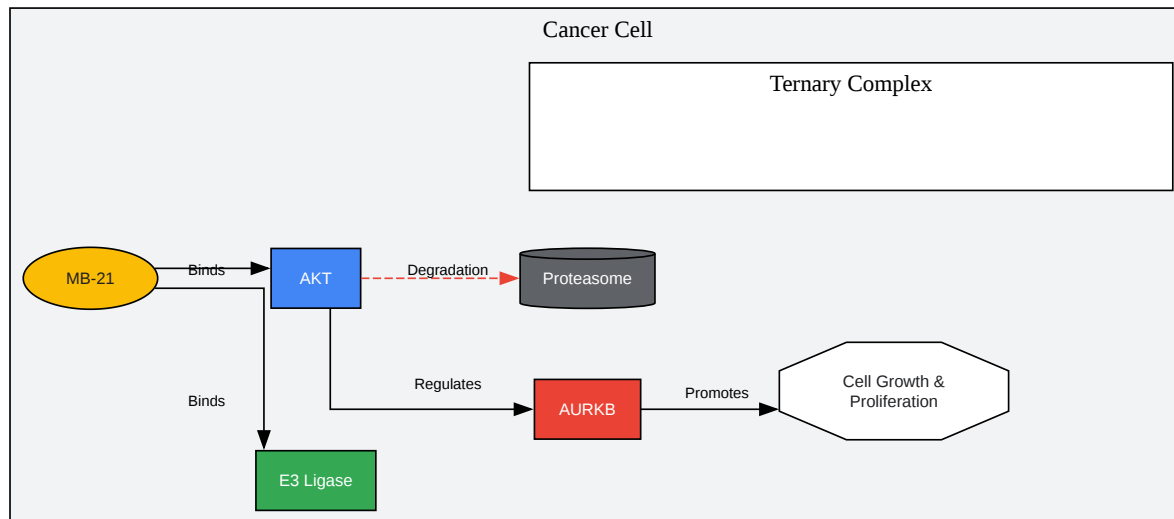 Cancer Cell
Ternary Complex
MB-21
Binds
AKT
Degradation
Proteasome
Regulates
Binds
AURKB
Promotes
Cell Growth &
Proliferation
E3 Ligase